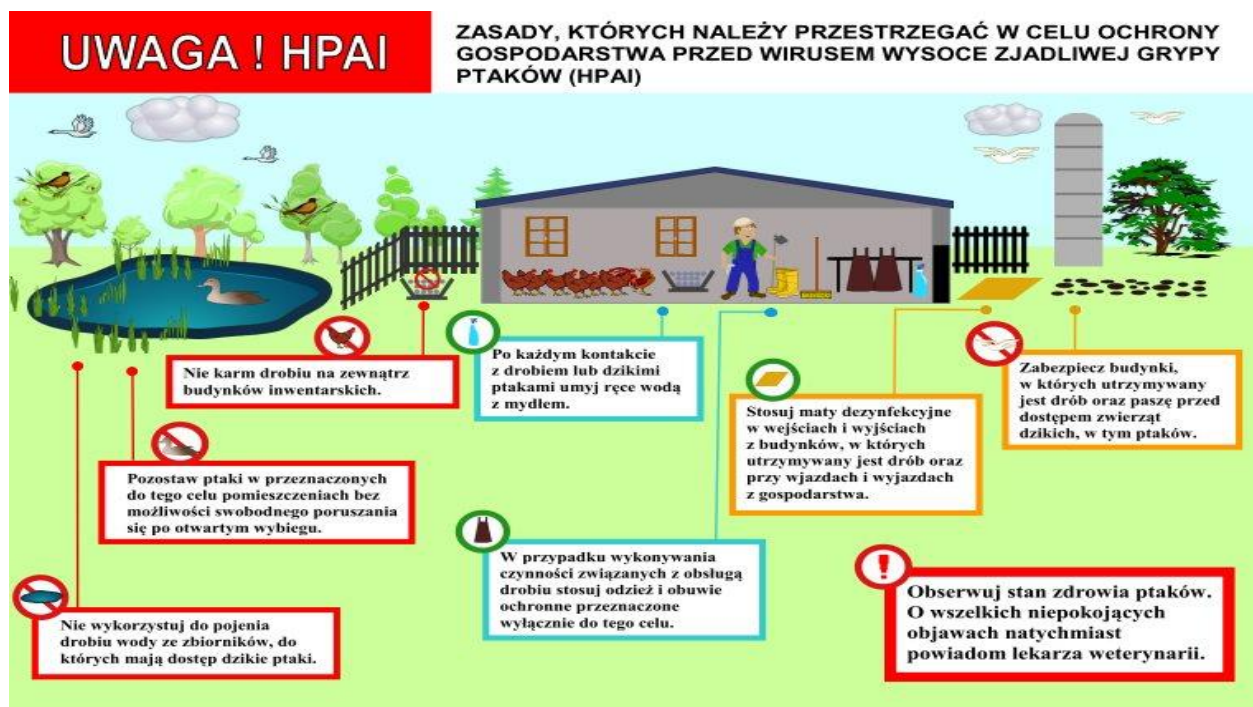 UWAGA ! HPAI
ZASADY, KTÓRYCH NALEŻY PRZESTRZEGAĆ W CELU OCHRONY
GOSPODARSTWA PRZED WIRUSEM WYSOCE ZJADLIWEJ GRYPY
PTAKÓW (HPAI)
Nie karm drobiu na zewnątrz
budynków inwentarskich.
Po każdym kontakcie
z drobiem lub dzikimi
ptakami umyj ręce wodą
z mydłem.
Stosuj maty dezynfekcyjne
w wejściach i wyjściach
z budynków, w których
utrzymywany jest drób oraz
przy wjazdach i wyjazdach
z gospodarstwa.
Zabezpiecz budynki,
w których utrzymywany
jest drób oraz paszę przed
dostępem zwierząt
dzikich, w tym ptaków.
Pozostaw ptaki w przeznaczonych
do tego celu pomieszczeniach bez
możliwości swobodnego poruszania
się po otwartym wybiegu.
W przypadku wykonywania
czynności związanych z obsługą
drobiu stosuj odzież i obuwie
ochronne przeznaczone
wyłącznie do tego celu.
Nie wykorzystuj do pojenia
drobiu wody ze zbiorników, do
których mają dostęp dzikie ptaki.
Obserwuj stan zdrowia ptaków.
O wszelkich niepokojących
objawach natychmiast
powiadom lekarza weterynarii.